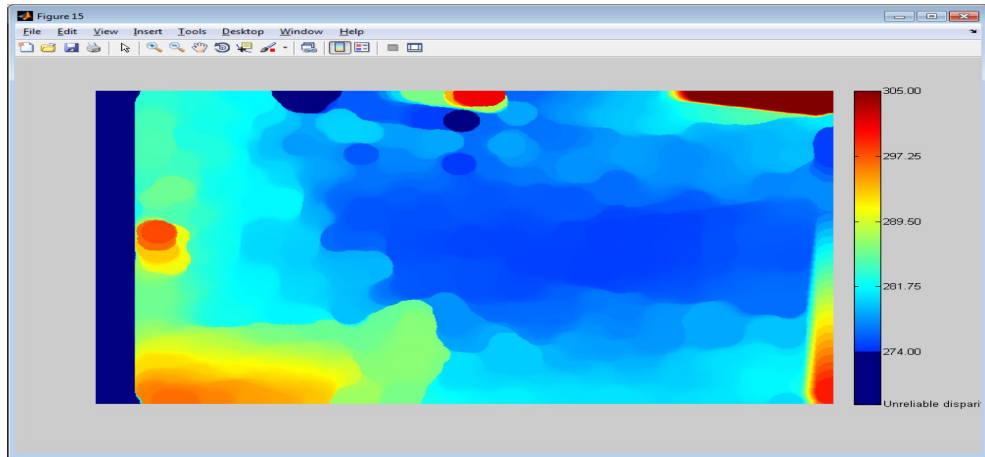 Figure 15
File Edit View Insert Tools Desktop Window Help
305.00
297.25
289.50
281.75
274.00
Unreliable dispari